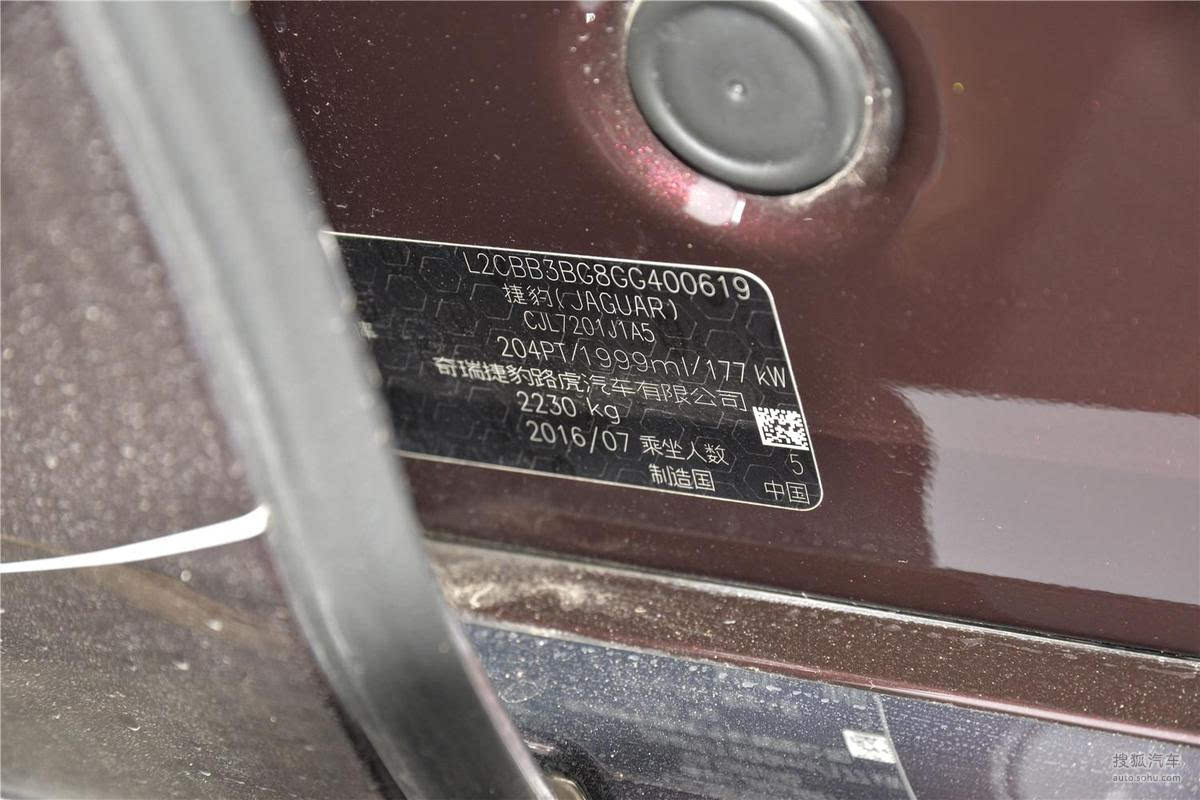 L2CBB3BG8GG400619
捷豹(JAGUAR)
CJL7201J1A5
204PT/1999ml/177 kW
奇瑞捷豹路虎汽车有限公司
2230 kg
2016/07 乘坐人数 5
制造国 中国
搜狐汽车
auto.sohu.com